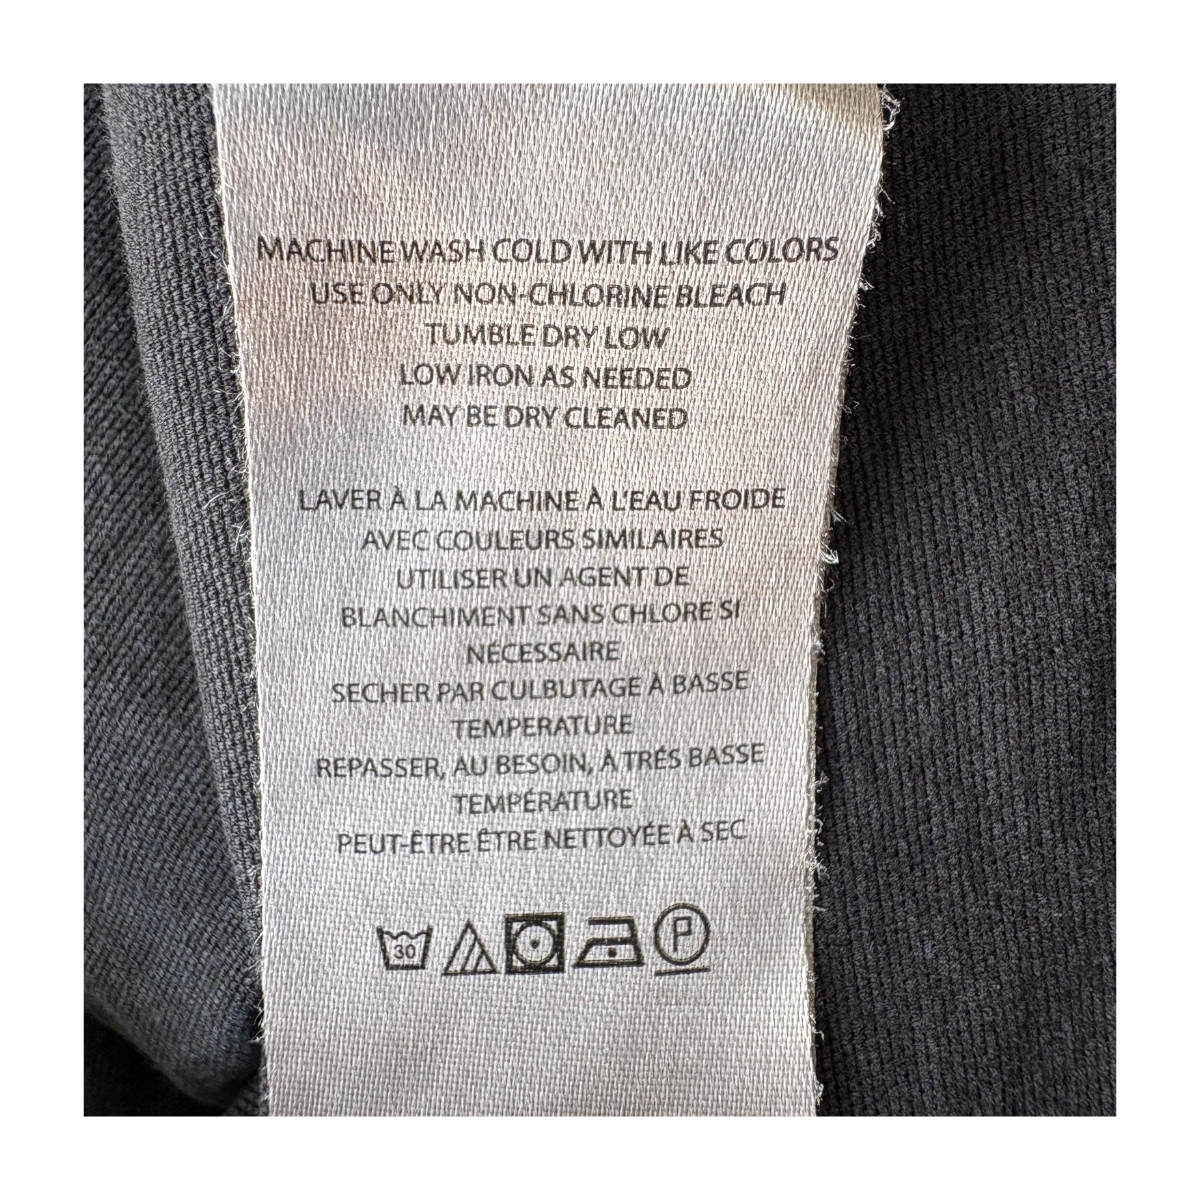 MACHINE WASH COLD WITH LIKE COLORS
USE ONLY NON-CHLORINE BLEACH
TUMBLE DRY LOW
LOW IRON AS NEEDED
MAY BE DRY CLEANED
LAVER À LA MACHINE À L'EAU FROIDE
AVEC COULEURS SIMILAIRES
UTILISER UN AGENT DE
BLANCHIMENT SANS CHLORE SI
NÉCESSAIRE
SECHER PAR CULBUTAGE À BASSE
TEMPERATURE
REPASSER, AU BESOIN, À TRÉS BASSE
TEMPÉRATURE
PEUT-ÊTRE ÊTRE NETTOYÉE À SEC
30 P